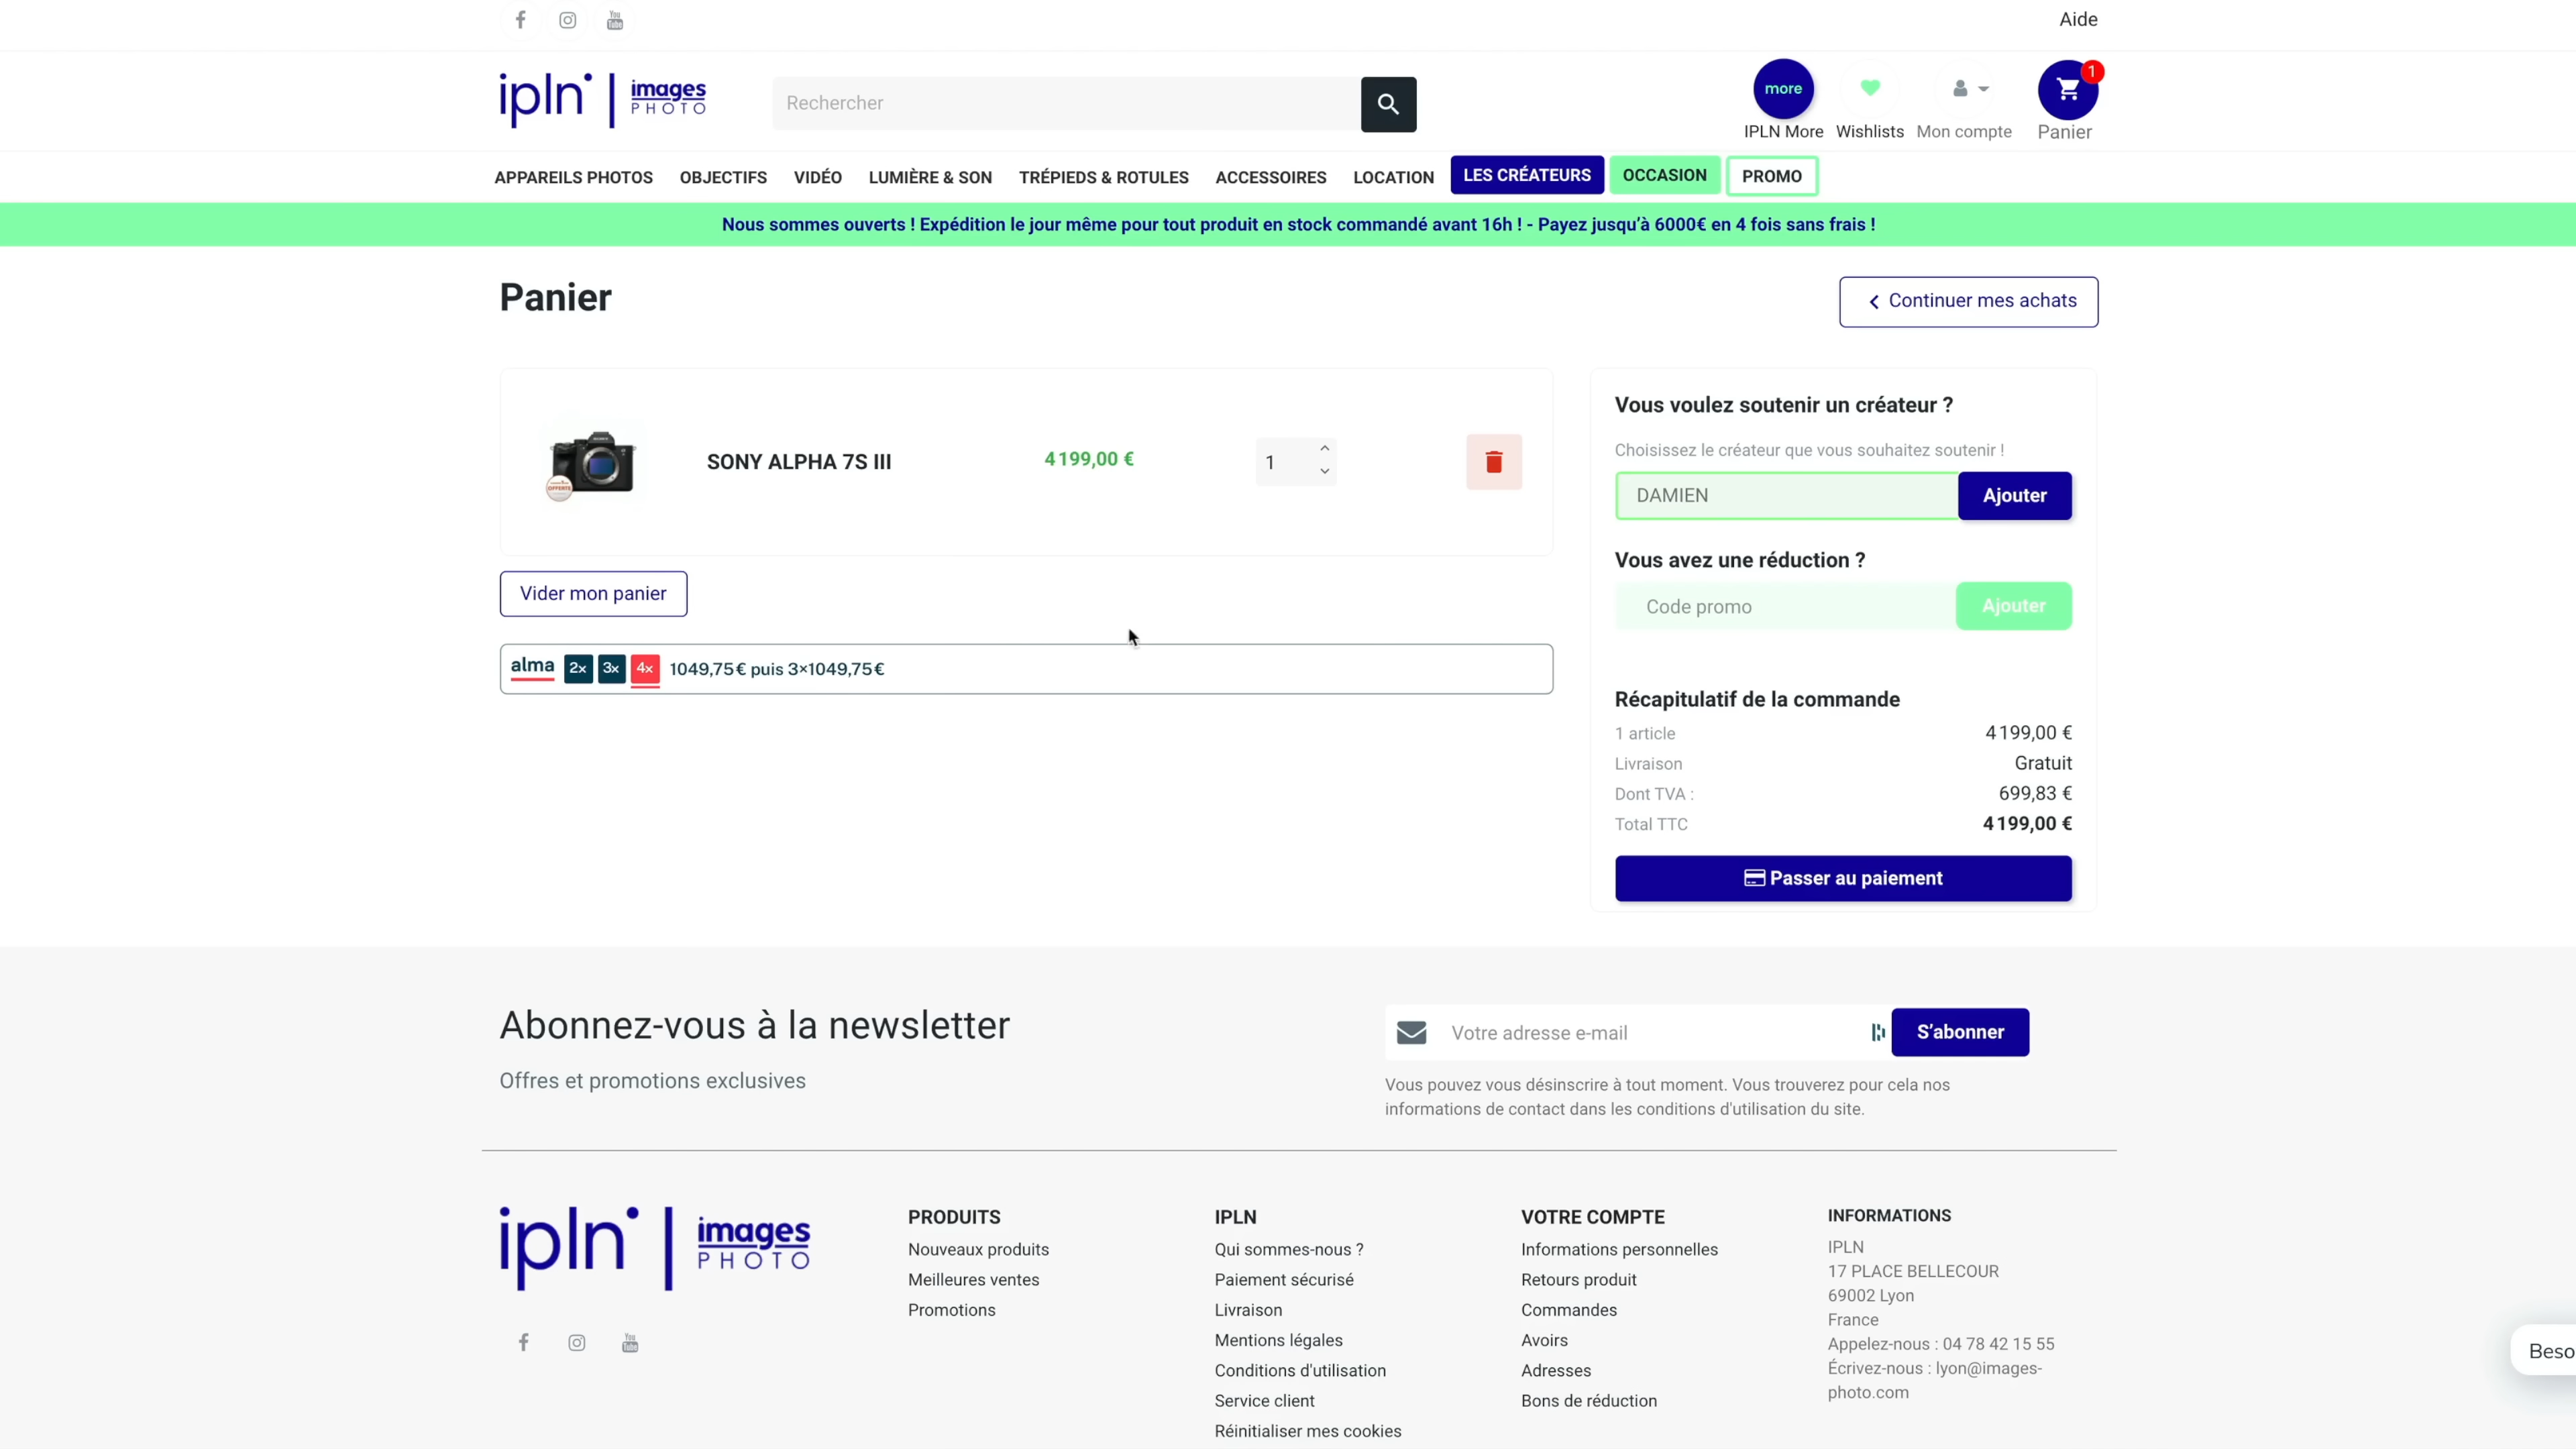 You Tube
Aide
ipln | images PHOTO
Rechercher
more
1
IPLN More
Wishlists
Mon compte
Panier
APPAREILS PHOTOS
OBJECTIFS
VIDÉO
LUMIÈRE & SON
TRÉPIEDS & ROTULES
ACCESSOIRES
LOCATION
LES CRÉATEURS
OCCASION
PROMO
Nous sommes ouverts ! Expédition le jour même pour tout produit en stock commandé avant 16h ! - Payez jusqu'à 6000€ en 4 fois sans frais !
Panier
Continuer mes achats
OFFERTE
SONY ALPHA 7S III
4 199,00 €
1
Vider mon panier
alma 2x 3x 4x 1049,75 € puis 3×1049,75 €
Vous voulez soutenir un créateur ?
Choisissez le créateur que vous souhaitez soutenir !
DAMIEN
Ajouter
Vous avez une réduction ?
Code promo
Ajouter
Récapitulatif de la commande
1 article 4 199,00 €
Livraison Gratuit
Dont TVA : 699,83 €
Total TTC 4 199,00 €
Passer au paiement
Abonnez-vous à la newsletter
Offres et promotions exclusives
Votre adresse e-mail
S'abonner
Vous pouvez vous désinscrire à tout moment. Vous trouverez pour cela nos
informations de contact dans les conditions d'utilisation du site.
ipln | images PHOTO
You Tube
PRODUITS
Nouveaux produits
Meilleures ventes
Promotions
IPLN
Qui sommes-nous ?
Paiement sécurisé
Livraison
Mentions légales
Conditions d'utilisation
Service client
Réinitialiser mes cookies
VOTRE COMPTE
Informations personnelles
Retours produit
Commandes
Avoirs
Adresses
Bons de réduction
INFORMATIONS
IPLN
17 PLACE BELLECOUR
69002 Lyon
France
Appelez-nous : 04 78 42 15 55
Écrivez-nous : lyon@images-
photo.com
Beso